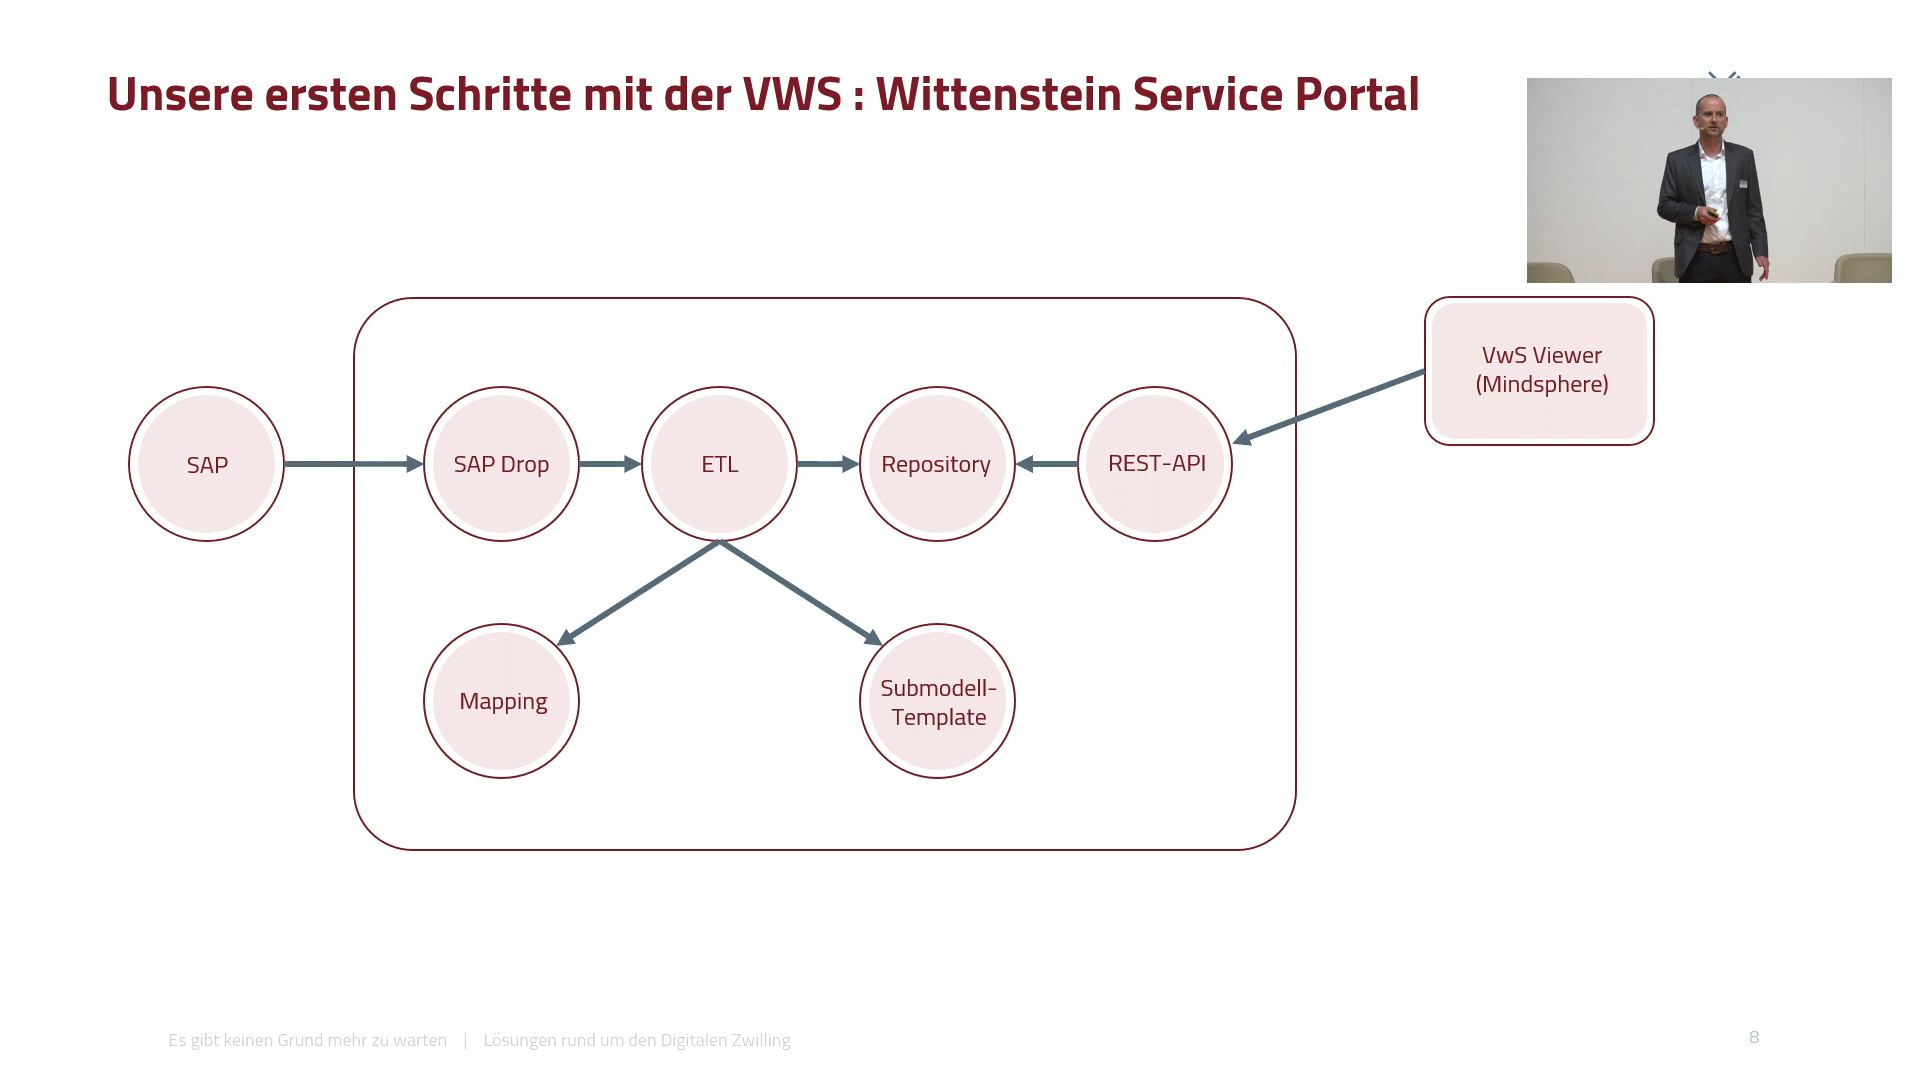 Unsere ersten Schritte mit der VWS : Wittenstein Service Portal
VwS Viewer
(Mindsphere)
SAP
SAP Drop
ETL
Repository
REST-API
Mapping
Submodell-
Template
Es gibt keinen Grund mehr zu warten | Lösungen rund um den Digitalen Zwilling
8